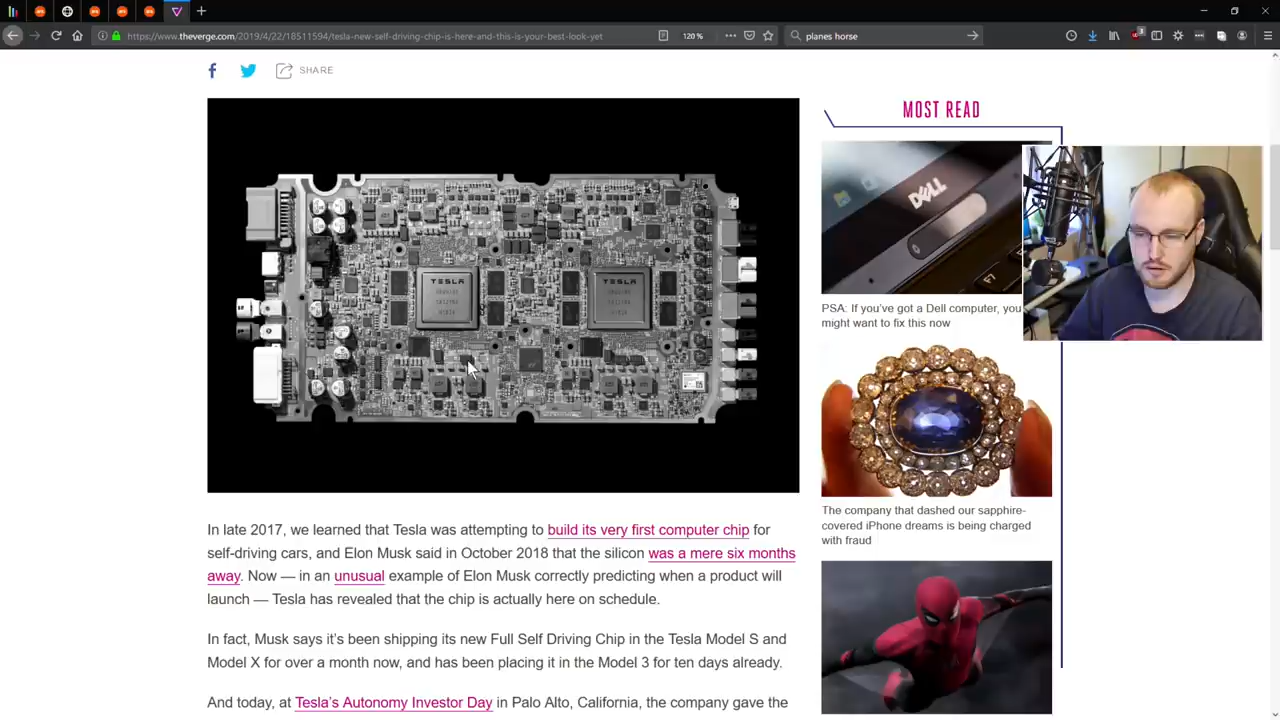 https://www.theverge.com/2019/4/22/18511594/tesla-new-self-driving-chip-is-here-and-this-is-your-best-look-yet
120%
planes horse
SHARE
TESLA
TESLA
In late 2017, we learned that Tesla was attempting to build its very first computer chip for
self-driving cars, and Elon Musk said in October 2018 that the silicon was a mere six months
away. Now — in an unusual example of Elon Musk correctly predicting when a product will
launch — Tesla has revealed that the chip is actually here on schedule.
In fact, Musk says it's been shipping its new Full Self Driving Chip in the Tesla Model S and
Model X for over a month now, and has been placing it in the Model 3 for ten days already.
And today, at Tesla's Autonomy Investor Day in Palo Alto, California, the company gave the
MOST READ
DELL
F7
PSA: If you've got a Dell computer, you
might want to fix this now
The company that dashed our sapphire-
covered iPhone dreams is being charged
with fraud